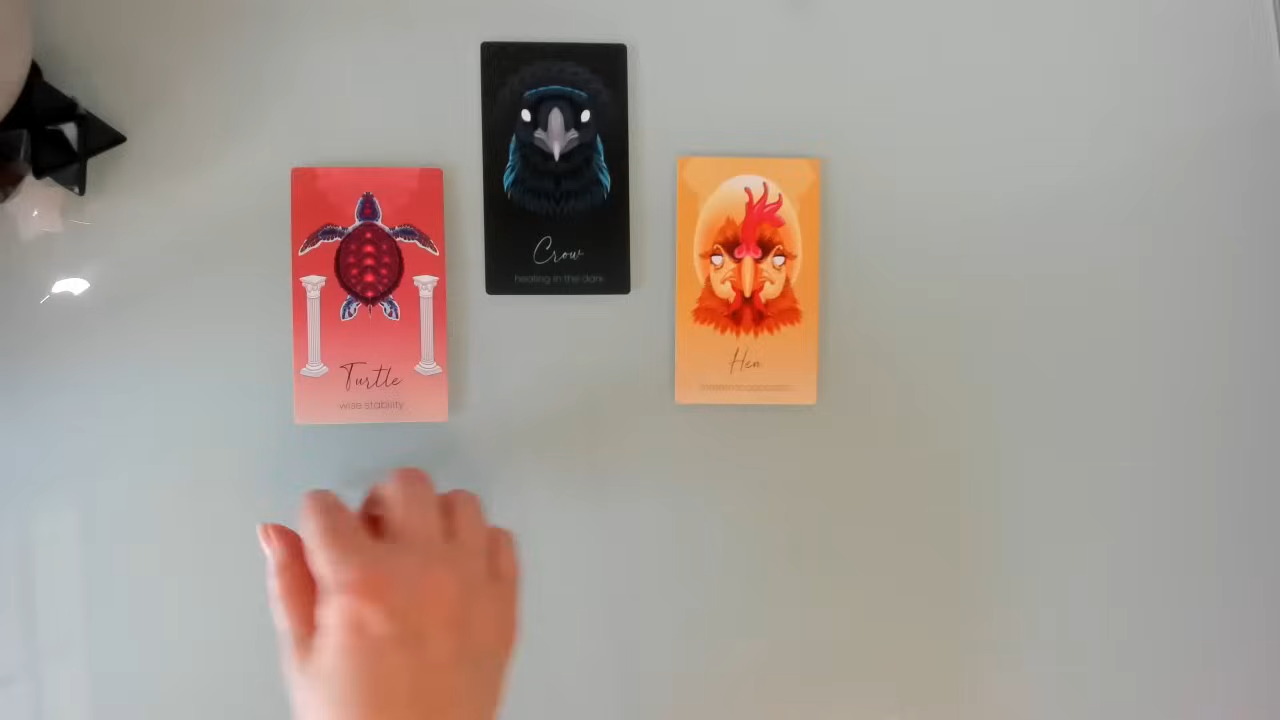 Turtle
wise stability
Crow
healing in the dark
Hen